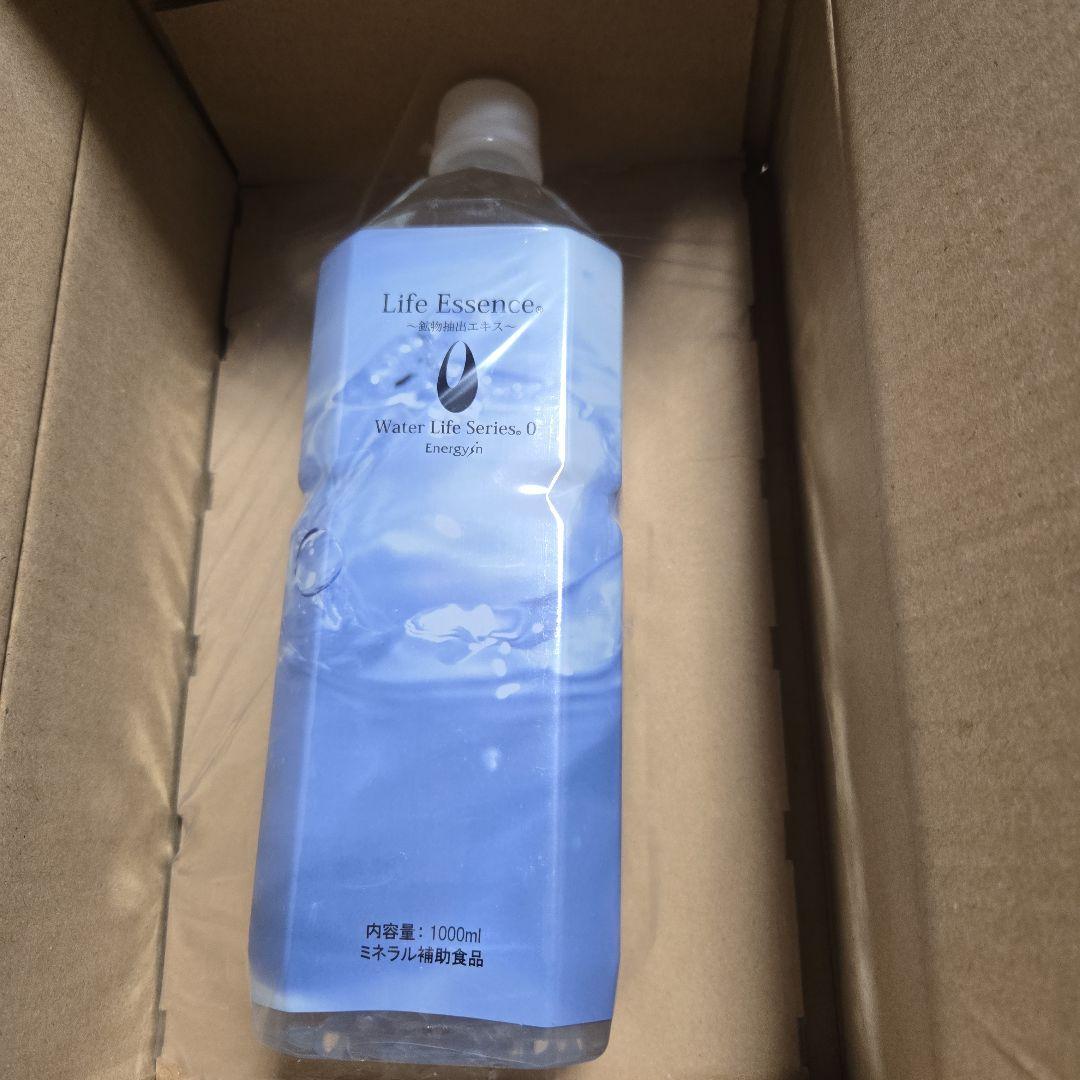 Life Essence®
～鉱物抽出エキス～
Water Life Series® 0
Energy in
内容量：1000ml
ミネラル補助食品